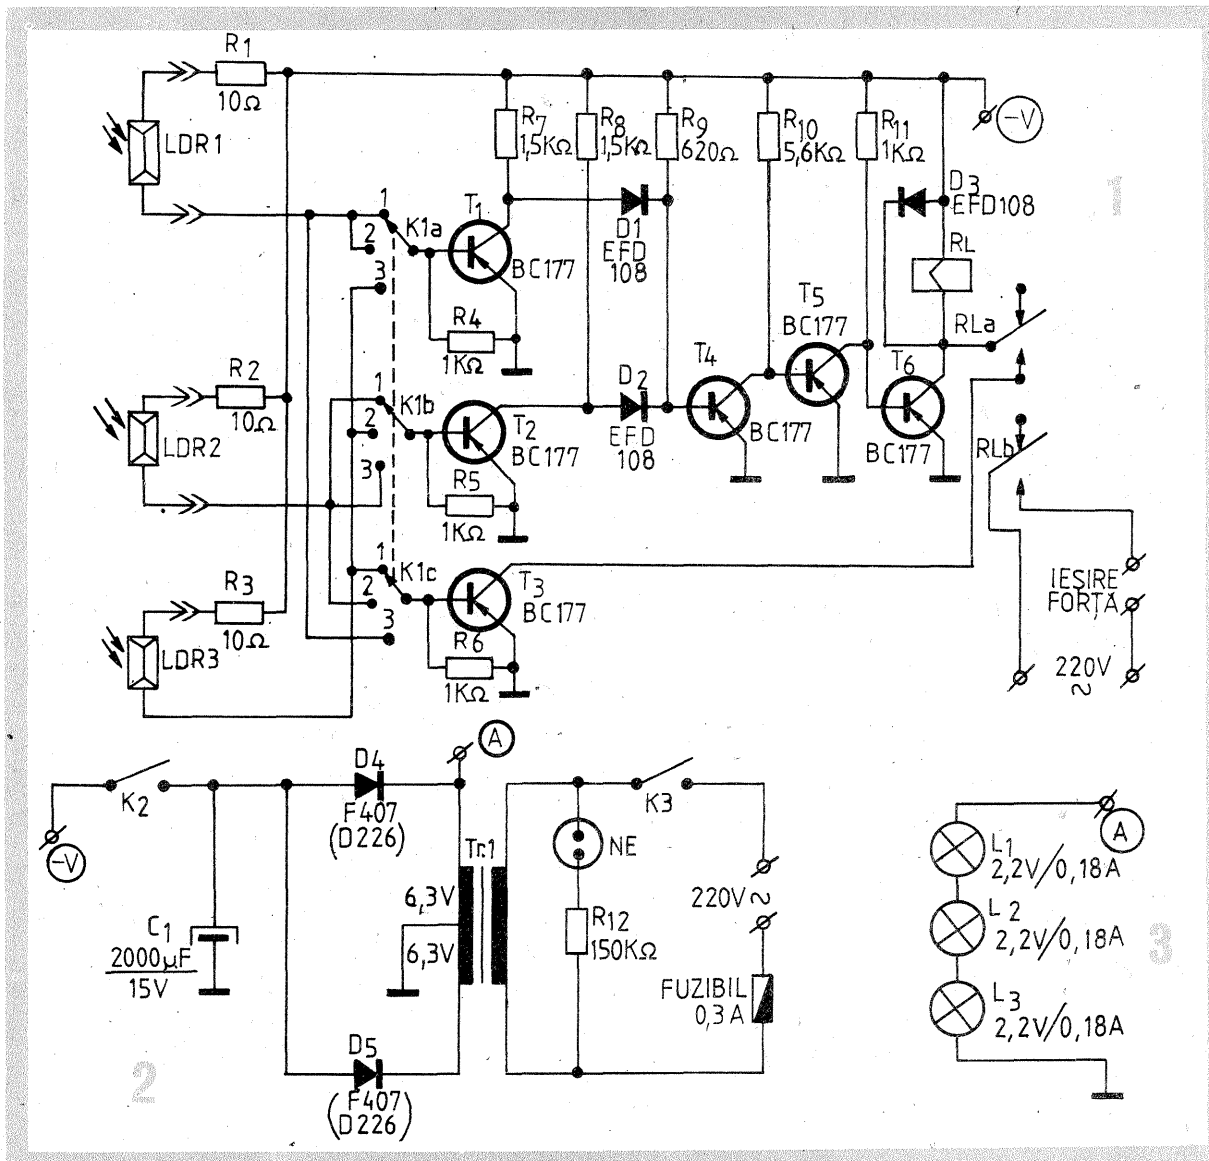 R1
10Ω
LDR1
R7
1,5KΩ
R8
1,5KΩ
R9
620Ω
R10
5,6KΩ
R11
1KΩ
-V
D3
EFD108
1
1
2
3
K1a
T1
BC177
D1
EFD
108
RL
R4
1KΩ
T5
BC177
RLa
R2
10Ω
LDR2
1
2
3
K1b
T2
BC177
D2
EFD
108
T4
BC177
T6
BC177
RLb
R5
1KΩ
R3
10Ω
LDR3
1
2
3
K1c
T3
BC177
R6
1KΩ
IEȘIRE
FORȚĂ
220V
~
A
K2
-V
D4
F407
(D226)
C1
2000µF
15V
Tr.1
6,3V
6,3V
NE
R12
150KΩ
K3
220V~
FUZIBIL
0,3A
D5
F407
(D226)
2
A
L1
2,2V/0,18A
L2
2,2V/0,18A
L3
2,2V/0,18A
3